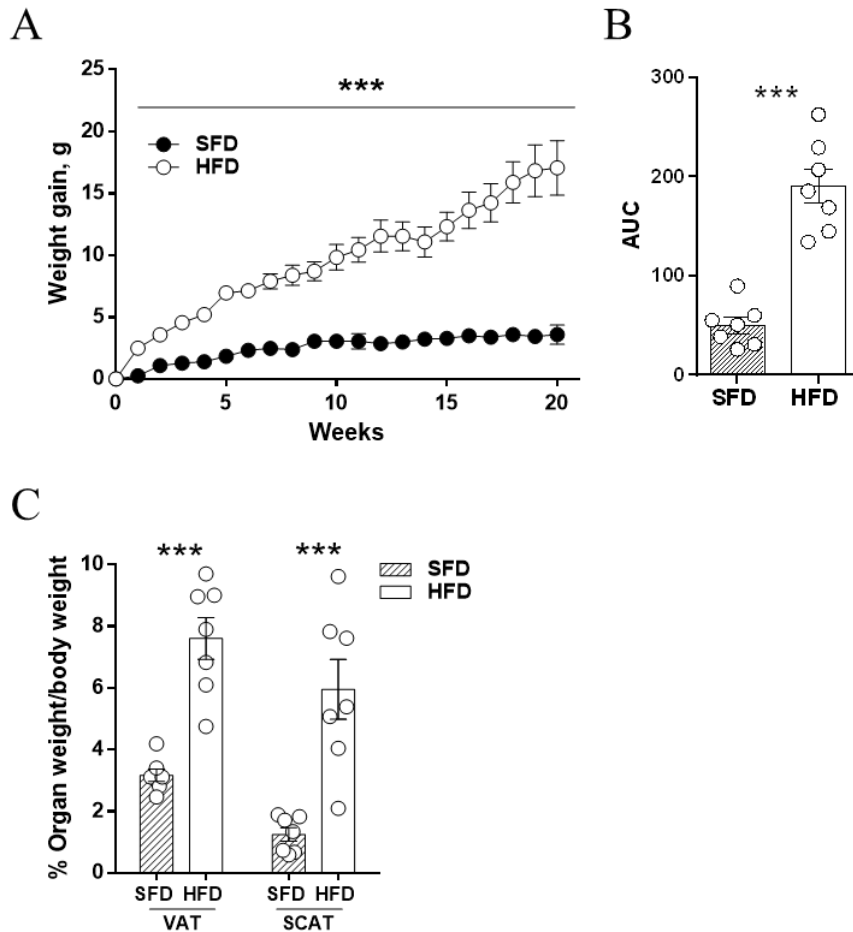 A
25
20
15
10
5
0
Weight gain, g
***
SFD
HFD
0 5 10 15 20
Weeks
B
300
200
100
0
AUC
***
SFD HFD
C
10
8
6
4
2
0
% Organ weight/body weight
*** ***
SFD
HFD
SFD HFD SFD HFD
VAT SCAT